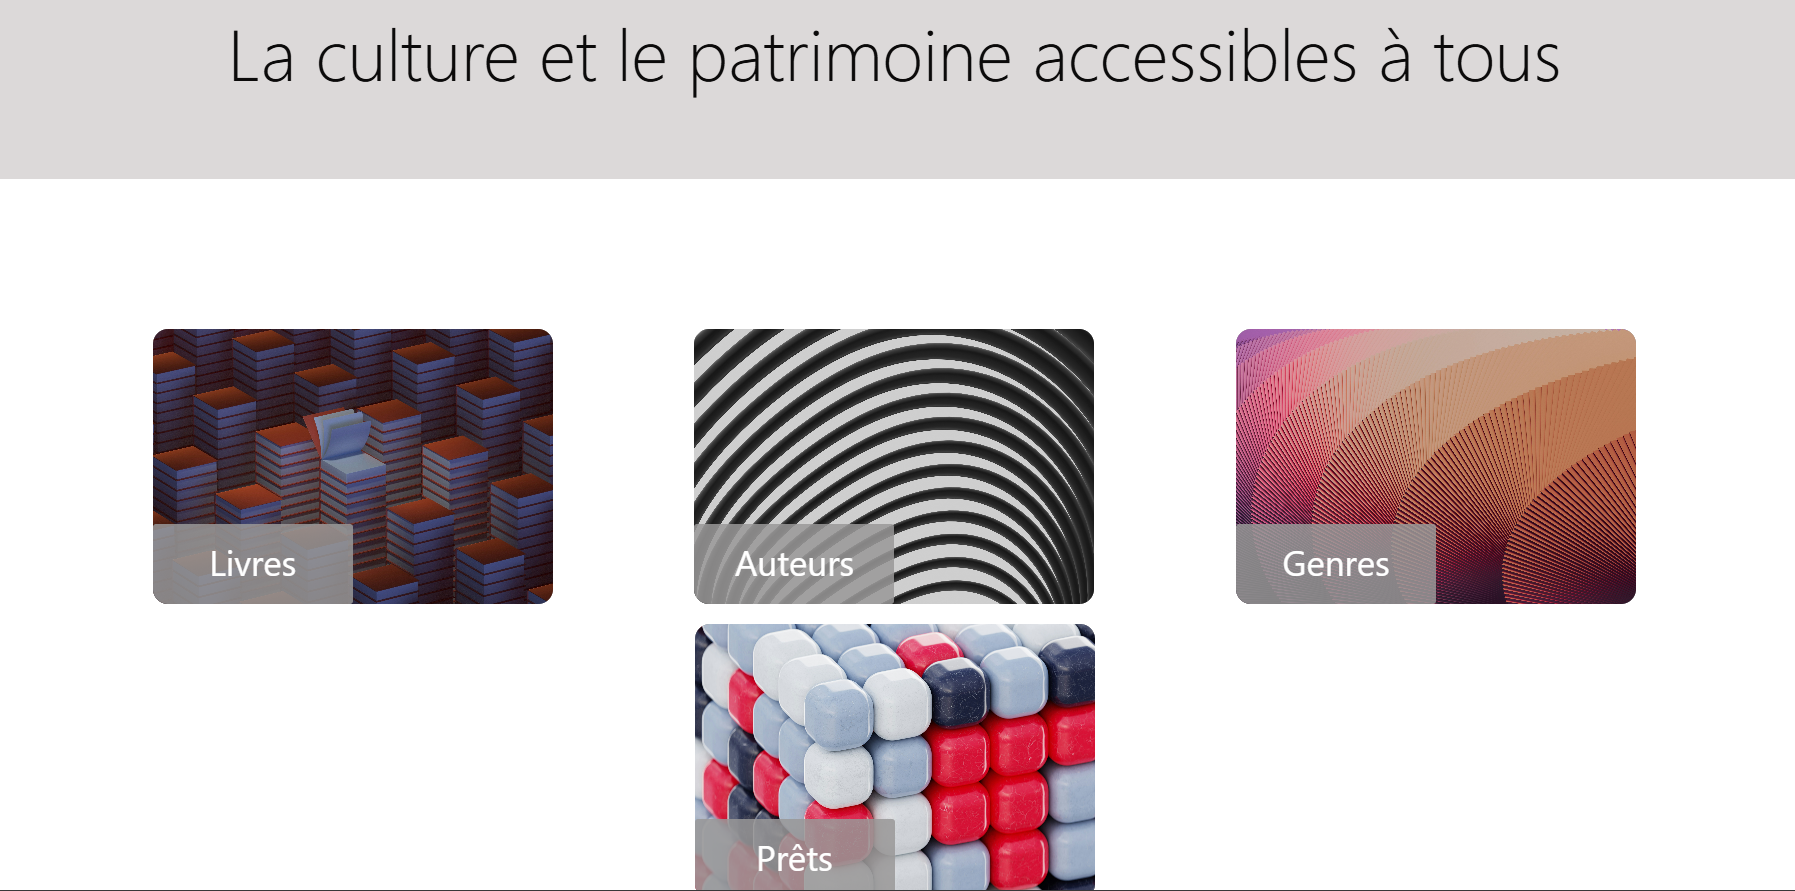 La culture et le patrimoine accessibles à tous
Livres
Auteurs
Genres
Prêts